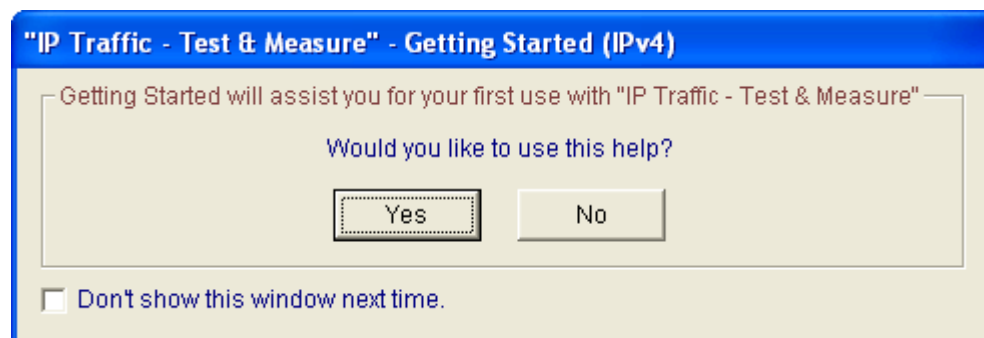 "IP Traffic - Test & Measure" - Getting Started (IPv4)
Getting Started will assist you for your first use with "IP Traffic - Test & Measure"
Would you like to use this help?
Yes No
Don't show this window next time.